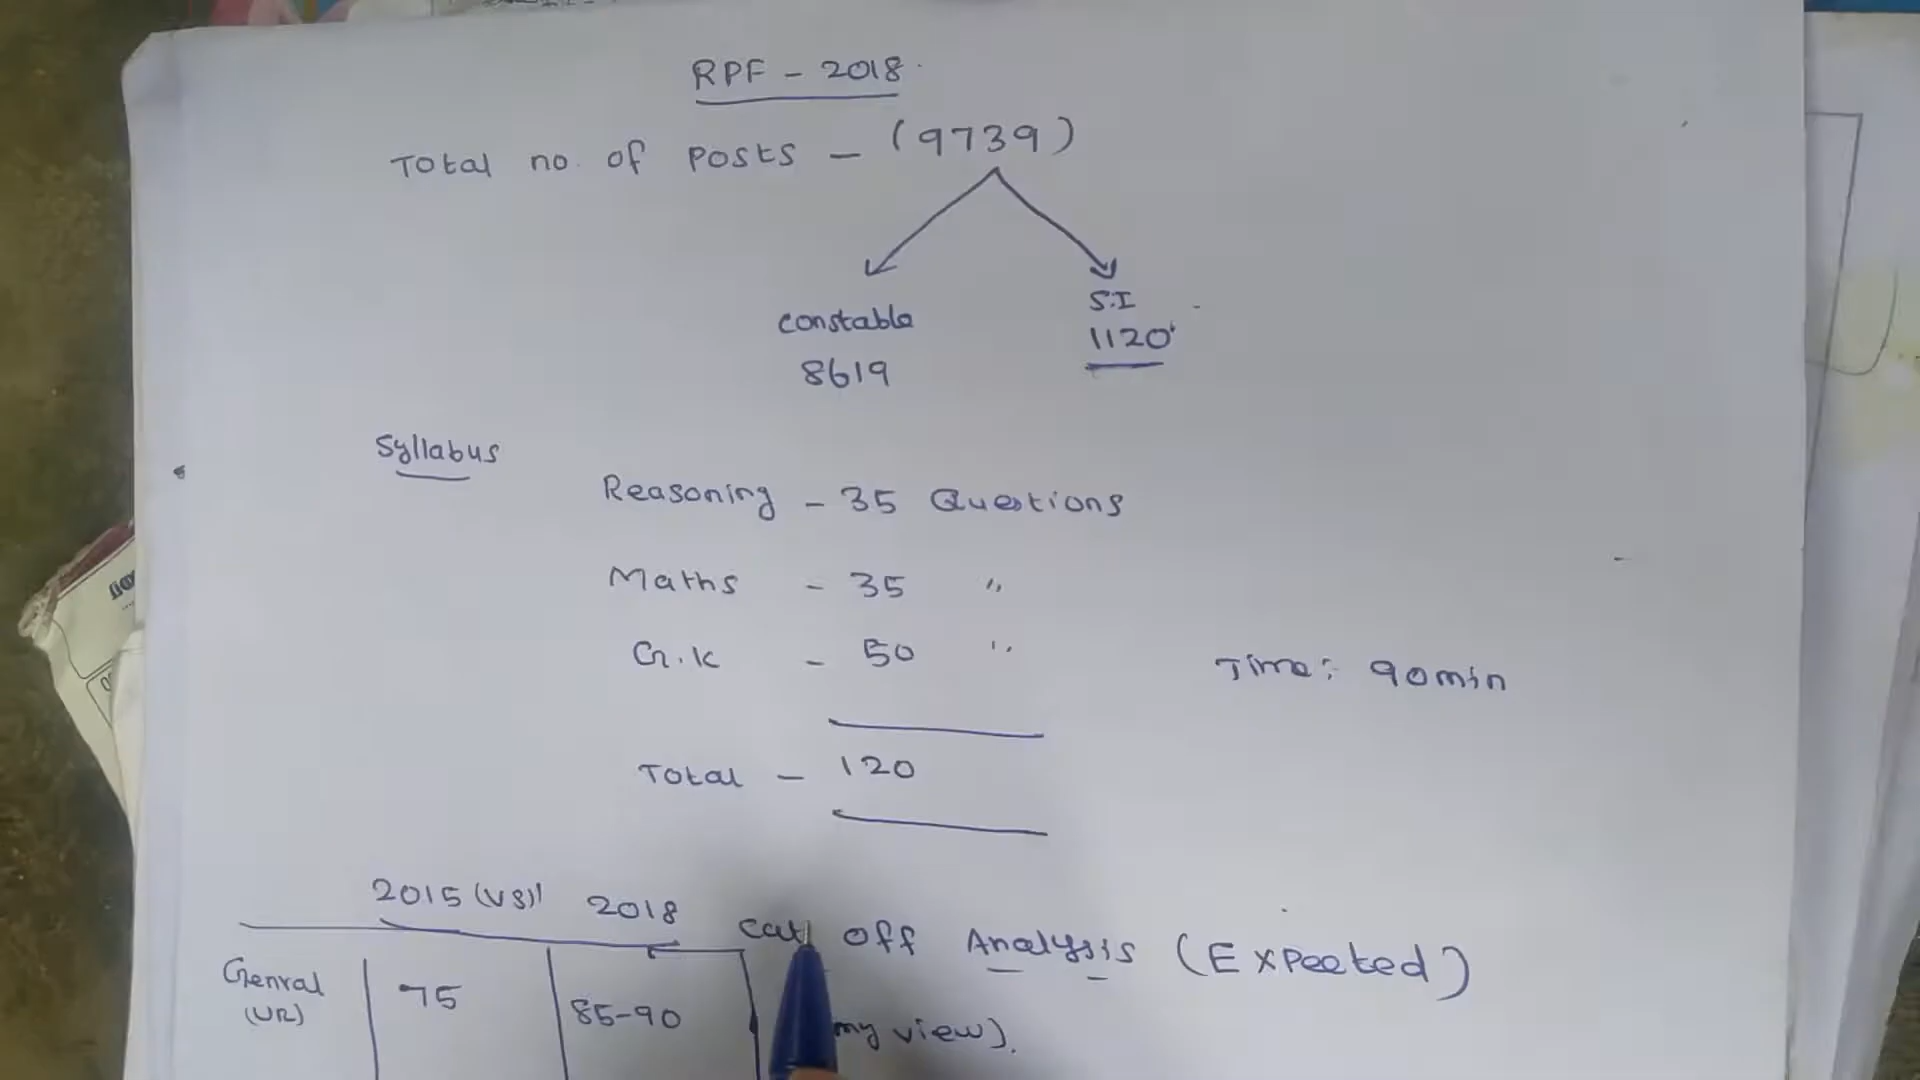 RPF - 2018
Total no. of posts - (9739)
constable
8619
S.I
1120
Syllabus
Reasoning - 35 Questions
Maths - 35 "
G.K - 50 "
Time: 90min
Total - 120
2015 (VS) 2018
Cut off Analysis (Expected)
Genral (UR) 75 85-90
my view).